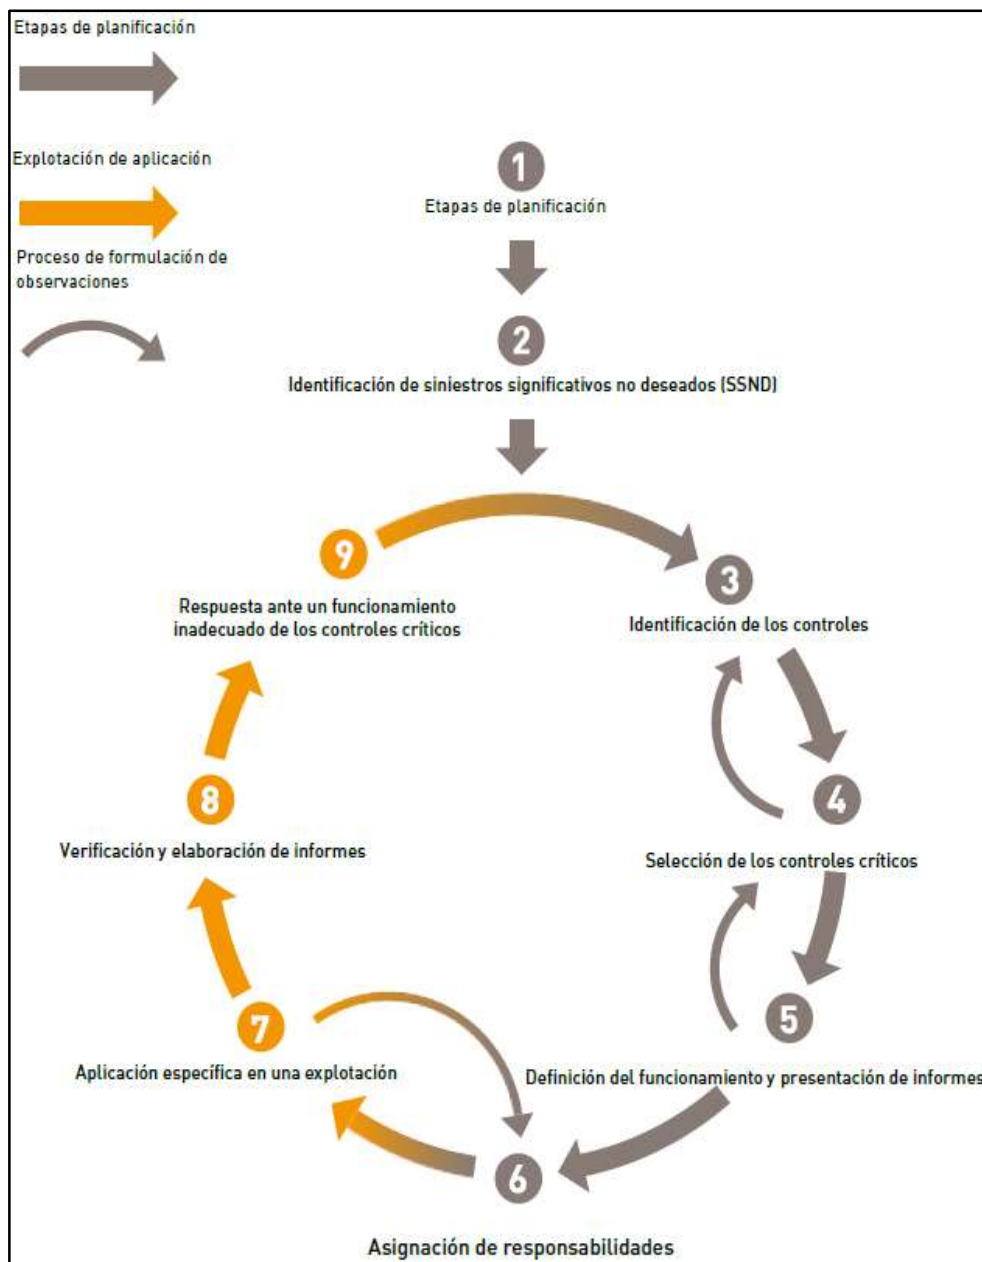 Etapas de planificación
Explotación de aplicación
Proceso de formulación de
observaciones
1
Etapas de planificación
2
Identificación de siniestros significativos no deseados (SSND)
3
Identificación de los controles
4
Selección de los controles críticos
5
Definición del funcionamiento y presentación de informes
6
Asignación de responsabilidades
7
Aplicación específica en una explotación
8
Verificación y elaboración de informes
9
Respuesta ante un funcionamiento
inadecuado de los controles críticos